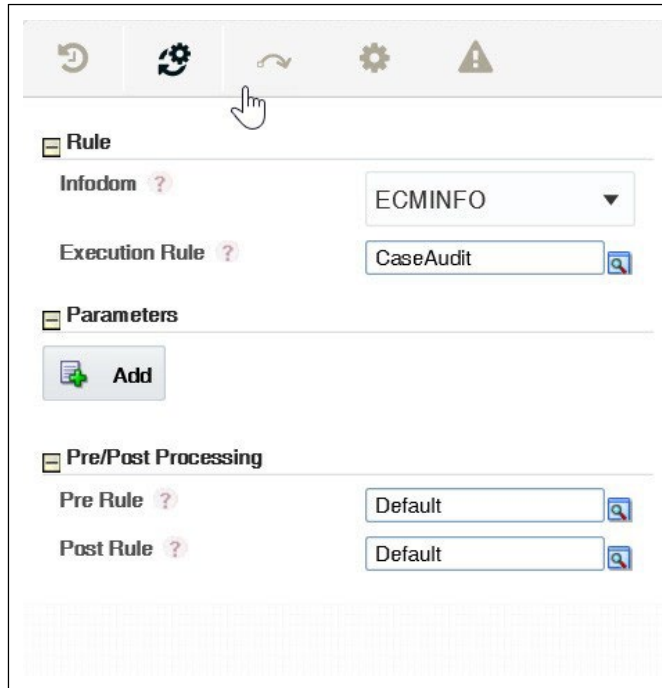 Rule
Infodom ?
ECMINFO
Execution Rule ?
CaseAudit
Parameters
Add
Pre/Post Processing
Pre Rule ?
Default
Post Rule ?
Default